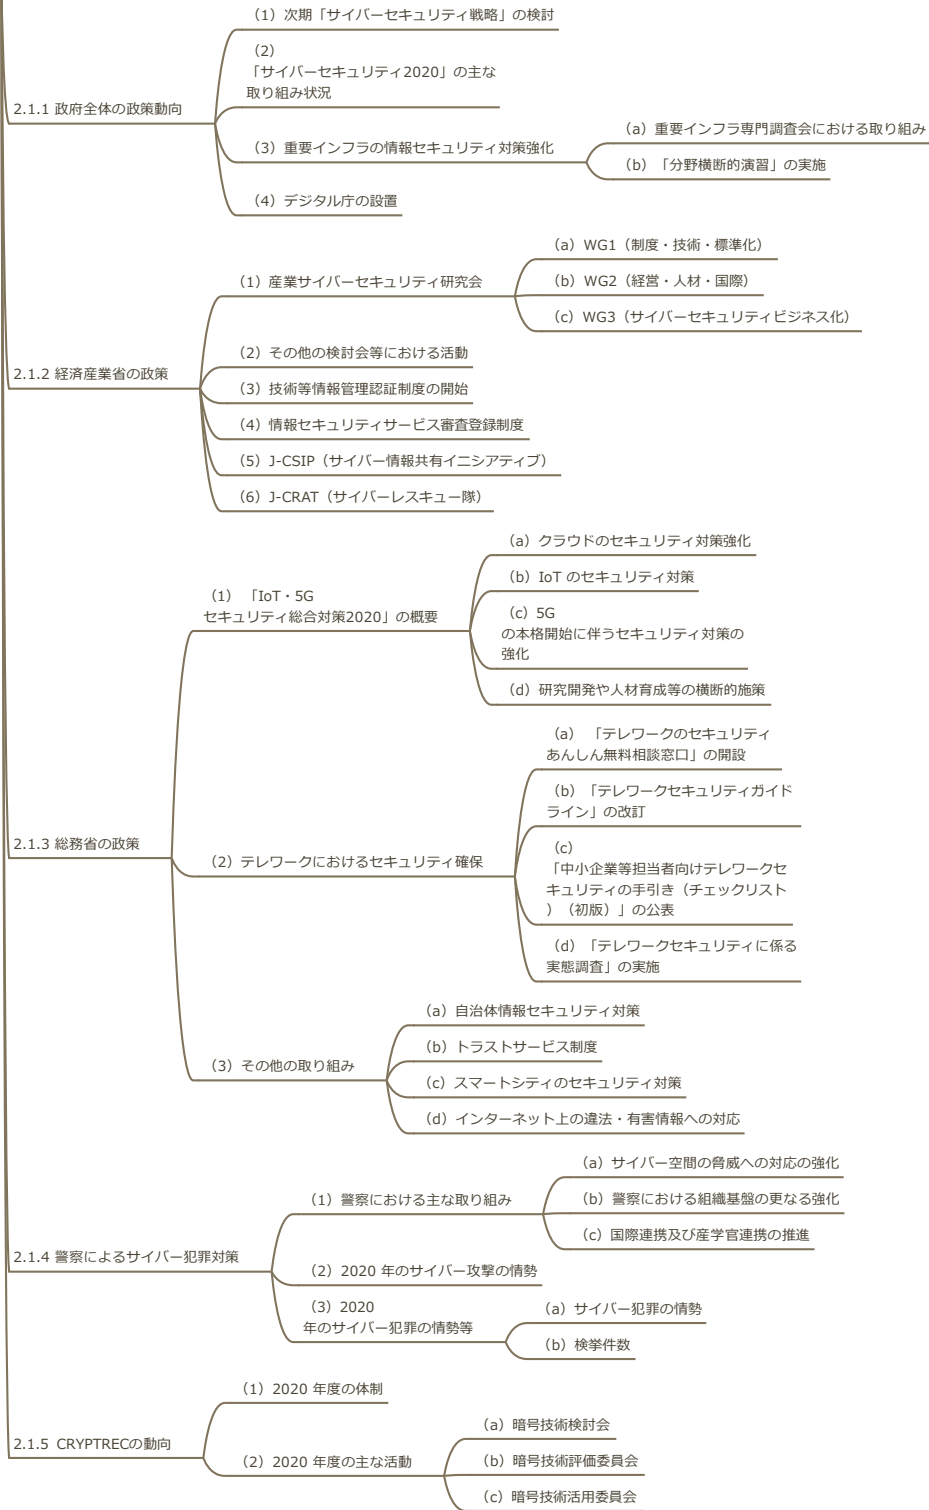 2.1.1 政府全体の政策動向
（1）次期「サイバーセキュリティ戦略」の検討
（2）
「サイバーセキュリティ2020」の主な
取り組み状況
（3）重要インフラの情報セキュリティ対策強化
（a）重要インフラ専門調査会における取り組み
（b）「分野横断的演習」の実施
（4）デジタル庁の設置
2.1.2 経済産業省の政策
（1）産業サイバーセキュリティ研究会
（a）WG1（制度・技術・標準化）
（b）WG2（経営・人材・国際）
（c）WG3（サイバーセキュリティビジネス化）
（2）その他の検討会等における活動
（3）技術等情報管理認証制度の開始
（4）情報セキュリティサービス審査登録制度
（5）J-CSIP（サイバー情報共有イニシアティブ）
（6）J-CRAT（サイバーレスキュー隊）
2.1.3 総務省の政策
（1） 「IoT・5G
セキュリティ総合対策2020」の概要
（a）クラウドのセキュリティ対策強化
（b）IoT のセキュリティ対策
（c）5G
の本格開始に伴うセキュリティ対策の
強化
（d）研究開発や人材育成等の横断的施策
（2）テレワークにおけるセキュリティ確保
（a） 「テレワークのセキュリティ
あんしん無料相談窓口」の開設
（b）「テレワークセキュリティガイド
ライン」の改訂
（c）
「中小企業等担当者向けテレワークセ
キュリティの手引き（チェックリスト
）（初版）」の公表
（d）「テレワークセキュリティに係る
実態調査」の実施
（3）その他の取り組み
（a）自治体情報セキュリティ対策
（b）トラストサービス制度
（c）スマートシティのセキュリティ対策
（d）インターネット上の違法・有害情報への対応
2.1.4 警察によるサイバー犯罪対策
（1）警察における主な取り組み
（a）サイバー空間の脅威への対応の強化
（b）警察における組織基盤の更なる強化
（c）国際連携及び産学官連携の推進
（2）2020 年のサイバー攻撃の情勢
（3）2020
年のサイバー犯罪の情勢等
（a）サイバー犯罪の情勢
（b）検挙件数
2.1.5 CRYPTRECの動向
（1）2020 年度の体制
（2）2020 年度の主な活動
（a）暗号技術検討会
（b）暗号技術評価委員会
（c）暗号技術活用委員会